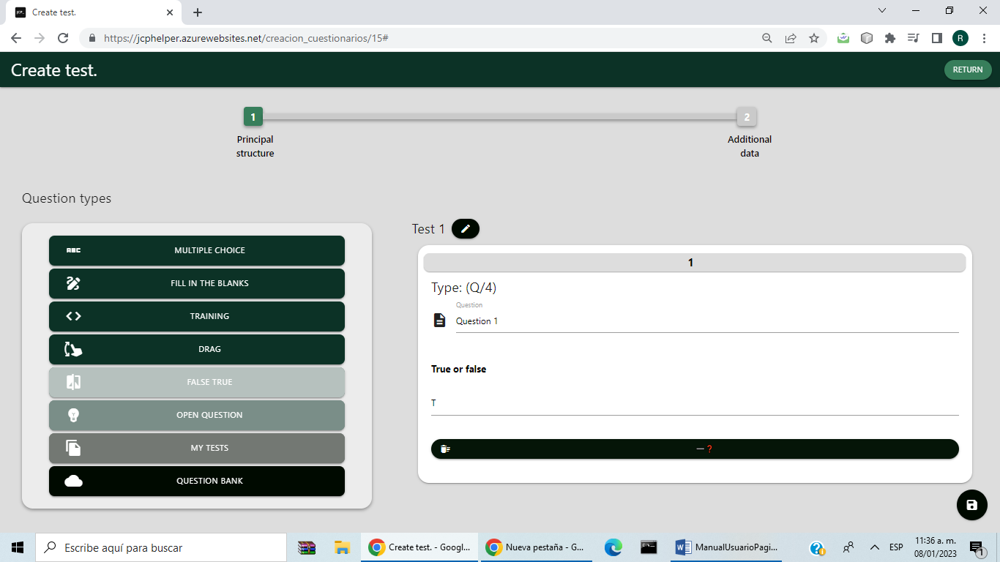 Create test.
https://jcphelper.azurewebsites.net/creacion_cuestionarios/15#
R
Create test.
RETURN
1
2
Principal
structure
Additional
data
Question types
ABC
MULTIPLE CHOICE
FILL IN THE BLANKS
TRAINING
DRAG
FALSE TRUE
OPEN QUESTION
MY TESTS
QUESTION BANK
Test 1
1
Type: (Q/4)
Question
Question 1
True or false
T
— ?
Escribe aquí para buscar
Create test. - Googl...
Nueva pestaña - G...
ManualUsuarioPagi...
ESP
11:36 a. m.
08/01/2023
1